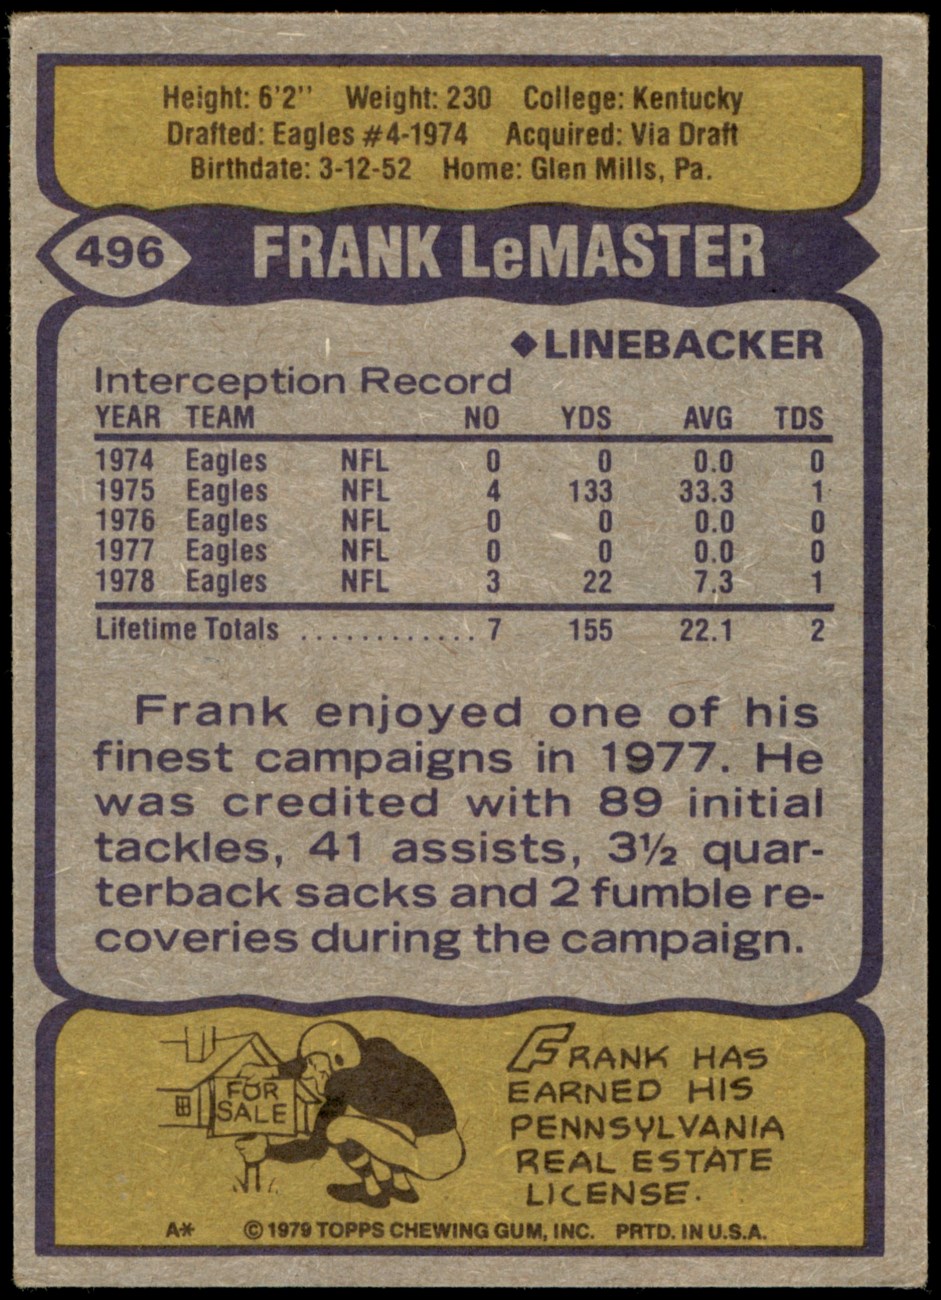 Height: 6'2'' Weight: 230 College: Kentucky
Drafted: Eagles #4-1974 Acquired: Via Draft
Birthdate: 3-12-52 Home: Glen Mills, Pa.
496 FRANK LeMASTER
◆LINEBACKER
Interception Record
YEAR TEAM NO YDS AVG TDS
1974 Eagles NFL 0 0 0.0 0
1975 Eagles NFL 4 133 33.3 1
1976 Eagles NFL 0 0 0.0 0
1977 Eagles NFL 0 0 0.0 0
1978 Eagles NFL 3 22 7.3 1
Lifetime Totals ............ 7 155 22.1 2
Frank enjoyed one of his
finest campaigns in 1977. He
was credited with 89 initial
tackles, 41 assists, 3½ quar-
terback sacks and 2 fumble re-
coveries during the campaign.
FOR
SALE
FRANK HAS
EARNED HIS
PENNSYLVANIA
REAL ESTATE
LICENSE.
A* © 1979 TOPPS CHEWING GUM, INC. PRTD. IN U.S.A.